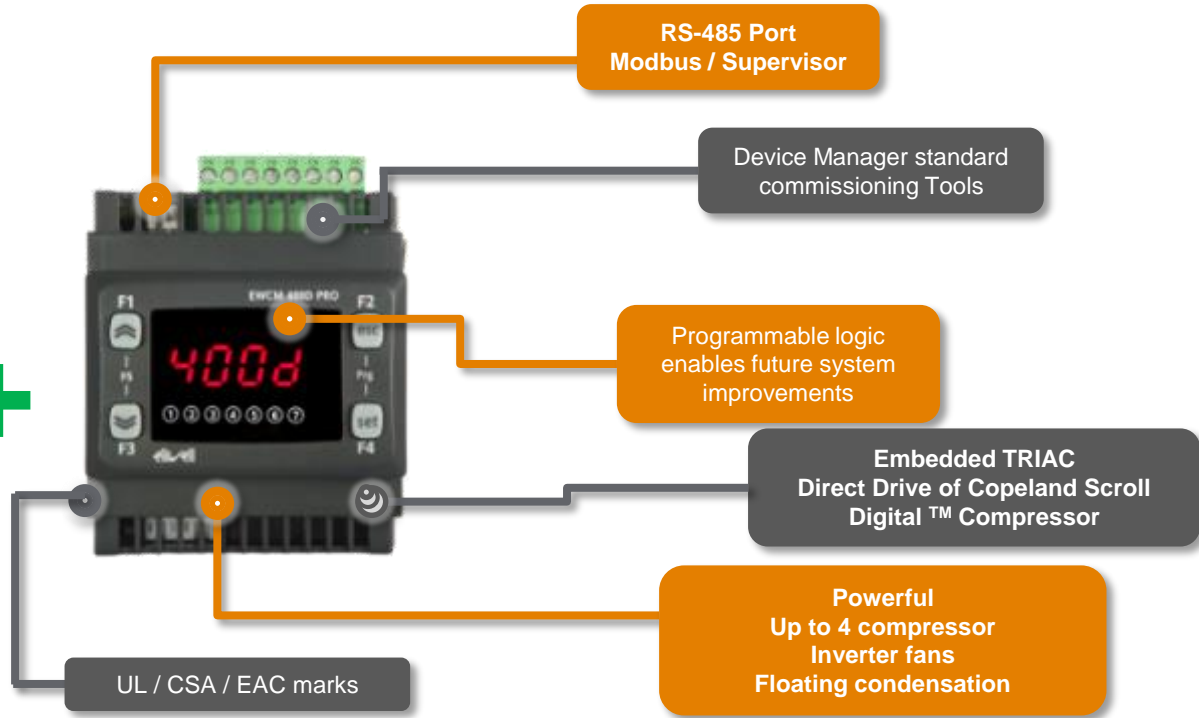 RS-485 Port
Modbus / Supervisor
Device Manager standard
commissioning Tools
EWCM 400D PRO
F1
F2
esc
Programmable logic
enables future system
improvements
400d
Prg
1 2 3 4 5 6 7
set
F3
F4
eliwell
Embedded TRIAC
Direct Drive of Copeland Scroll
Digital ™ Compressor
Powerful
Up to 4 compressor
Inverter fans
Floating condensation
UL / CSA / EAC marks